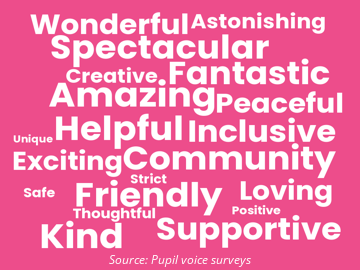 Wonderful Astonishing
Spectacular
Creative Fantastic
Amazing Peaceful
Unique Helpful Inclusive
Exciting Community
Strict
Safe Friendly Loving
Thoughtful Positive
Kind Supportive
Source: Pupil voice surveys